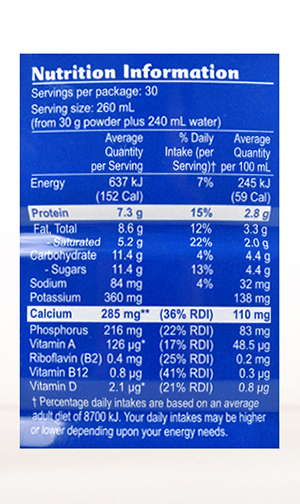 Nutrition Information
Servings per package: 30
Serving size: 260 mL
(from 30 g powder plus 240 mL water)
Average % Daily Average
Quantity Intake (per Quantity
per Serving Serving)† per 100 mL
Energy 637 kJ 7% 245 kJ
(152 Cal) (59 Cal)
Protein 7.3 g 15% 2.8 g
Fat, Total 8.6 g 12% 3.3 g
- Saturated 5.2 g 22% 2.0 g
Carbohydrate 11.4 g 4% 4.4 g
- Sugars 11.4 g 13% 4.4 g
Sodium 84 mg 4% 32 mg
Potassium 360 mg 138 mg
Calcium 285 mg** (36% RDI) 110 mg
Phosphorus 216 mg (22% RDI) 83 mg
Vitamin A 126 µg* (17% RDI) 48.5 µg
Riboflavin (B2) 0.4 mg (25% RDI) 0.2 mg
Vitamin B12 0.8 µg (41% RDI) 0.3 µg
Vitamin D 2.1 µg* (21% RDI) 0.8 µg
† Percentage daily intakes are based on an average
adult diet of 8700 kJ. Your daily intakes may be higher
or lower depending upon your energy needs.